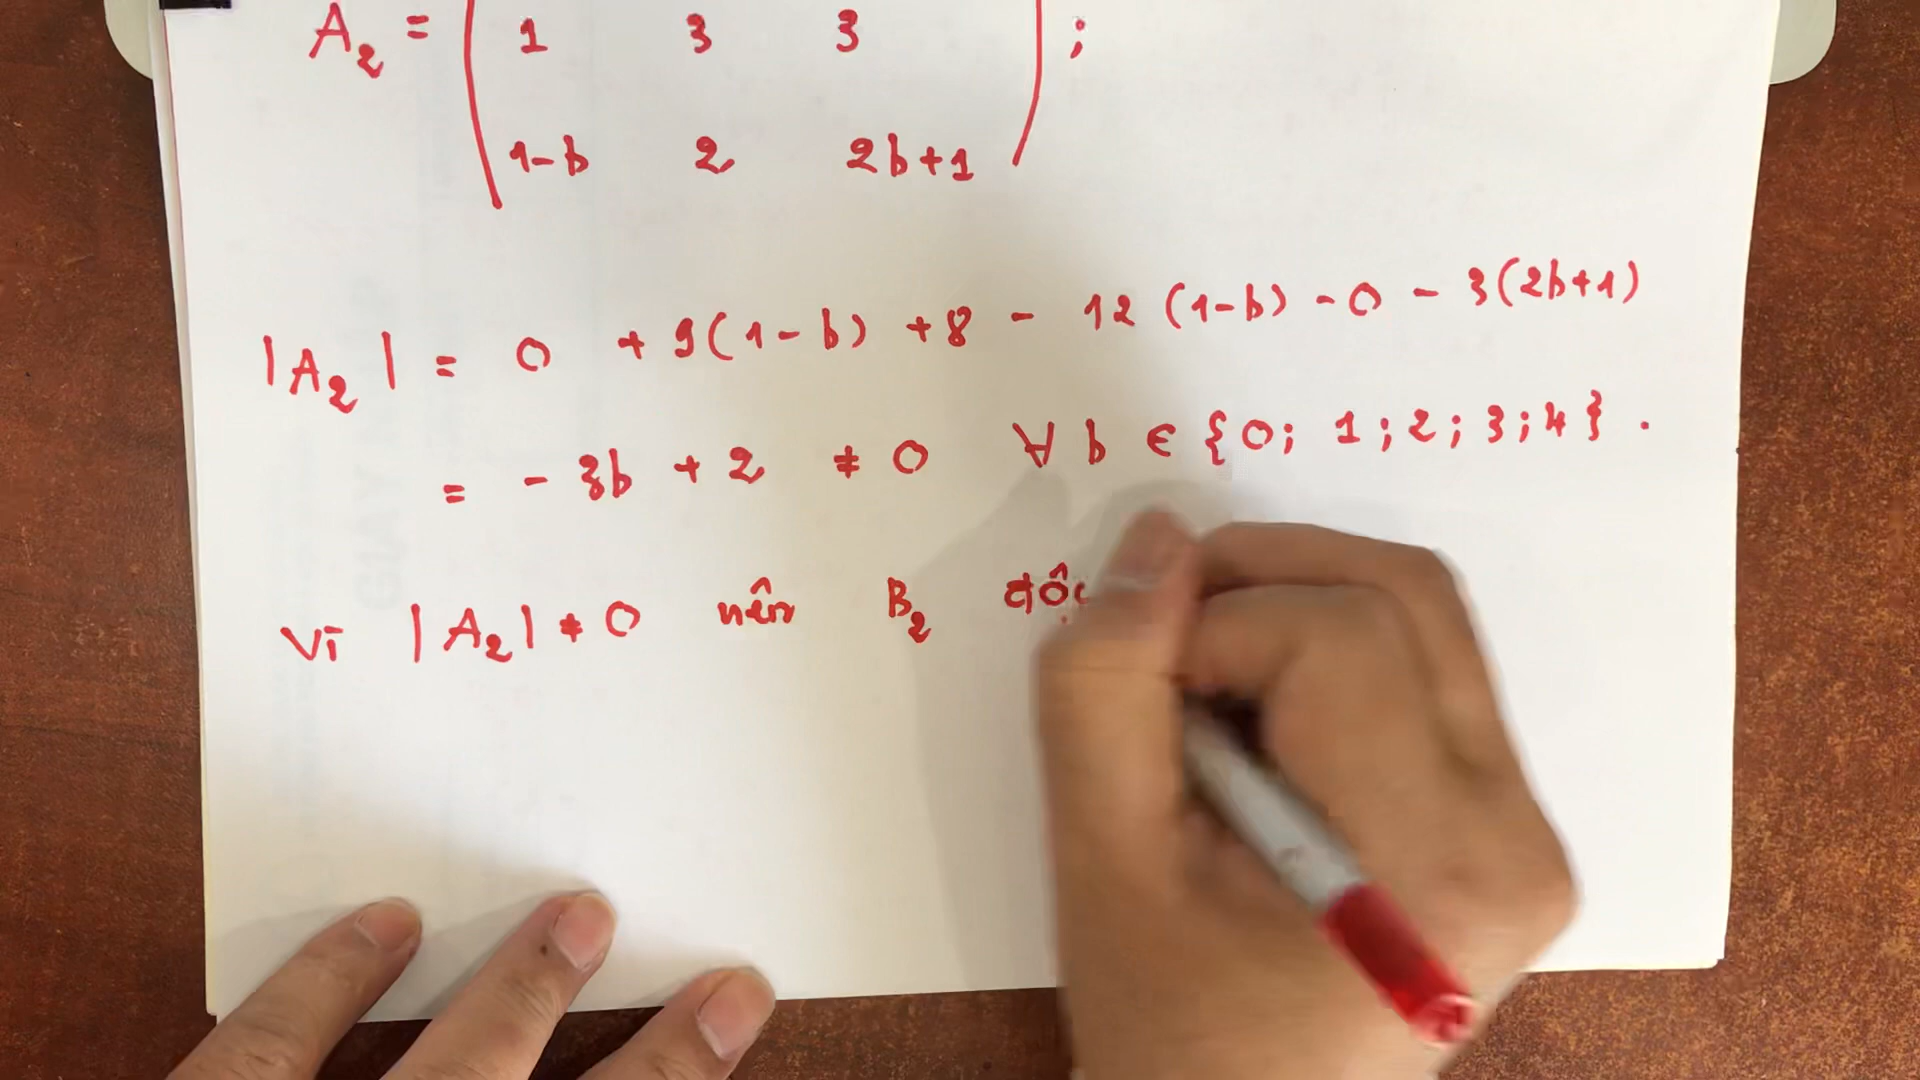 A₂ = ( 1 3 3 ) ;
1-b 2 2b+1
|A₂| = 0 + 9(1-b) + 8 - 12(1-b) - 0 - 3(2b+1)
= -3b + 2 ≠ 0 ∀ b ∈ {0; 1; 2; 3; 4}.
Vì |A₂| ≠ 0 nên B₂ độc